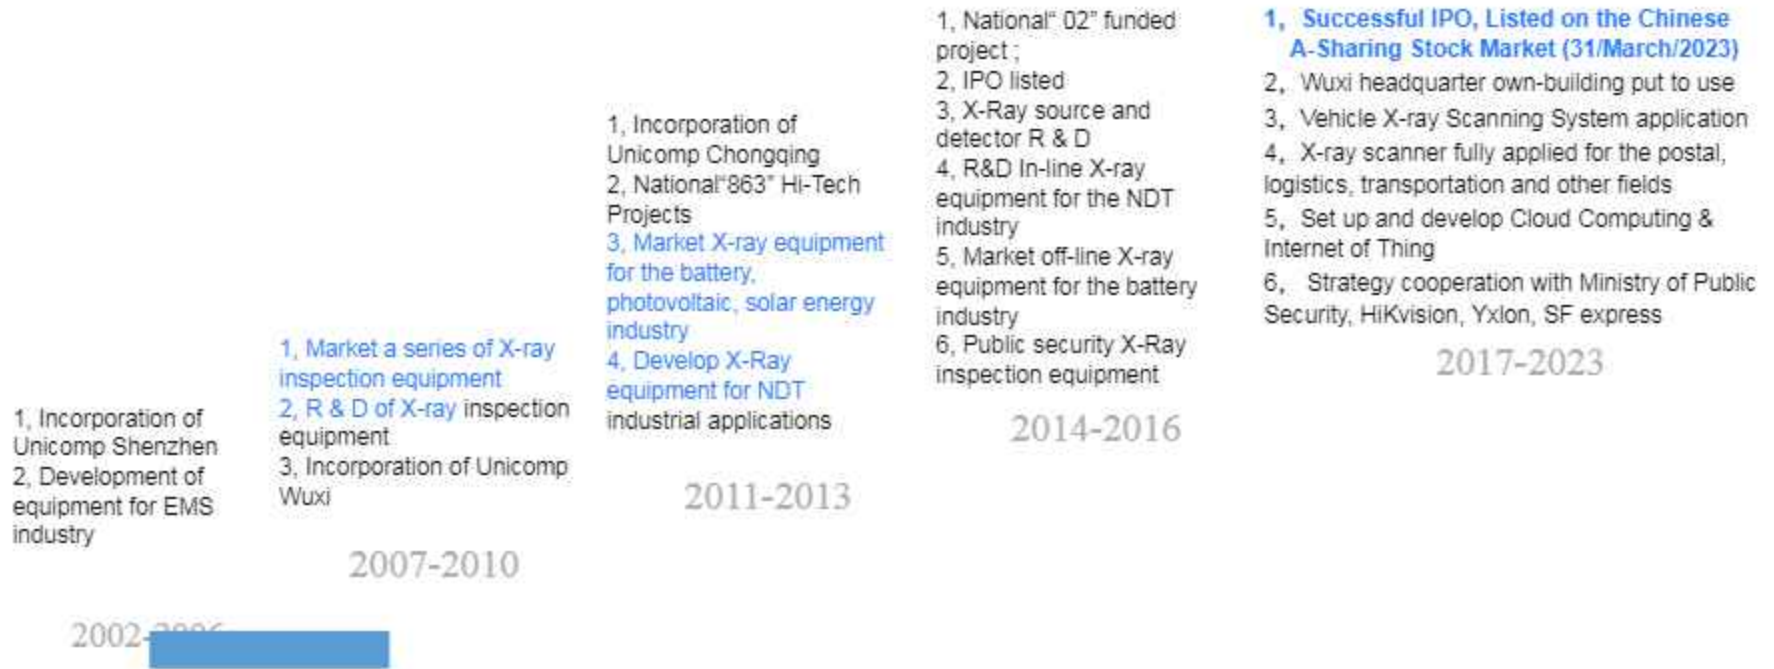 1, Incorporation of
Unicomp Shenzhen
2, Development of
equipment for EMS
industry
2002-2006
1, Market a series of X-ray
inspection equipment
2, R & D of X-ray inspection
equipment
3, Incorporation of Unicomp
Wuxi
2007-2010
1, Incorporation of
Unicomp Chongqing
2, National“863” Hi-Tech
Projects
3, Market X-ray equipment
for the battery,
photovoltaic, solar energy
industry
4, Develop X-Ray
equipment for NDT
industrial applications
2011-2013
1, National“ 02” funded
project ;
2, IPO listed
3, X-Ray source and
detector R & D
4, R&D In-line X-ray
equipment for the NDT
industry
5, Market off-line X-ray
equipment for the battery
industry
6, Public security X-Ray
inspection equipment
2014-2016
1, Successful IPO, Listed on the Chinese
A-Sharing Stock Market (31/March/2023)
2, Wuxi headquarter own-building put to use
3, Vehicle X-ray Scanning System application
4, X-ray scanner fully applied for the postal,
logistics, transportation and other fields
5, Set up and develop Cloud Computing &
Internet of Thing
6, Strategy cooperation with Ministry of Public
Security, HiKvision, Yxlon, SF express
2017-2023